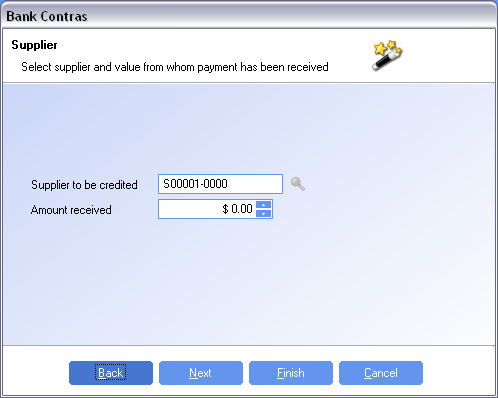 Bank Contras
Supplier
Select supplier and value from whom payment has been received
Supplier to be credited S00001-0000
Amount received $ 0.00
Back Next Finish Cancel